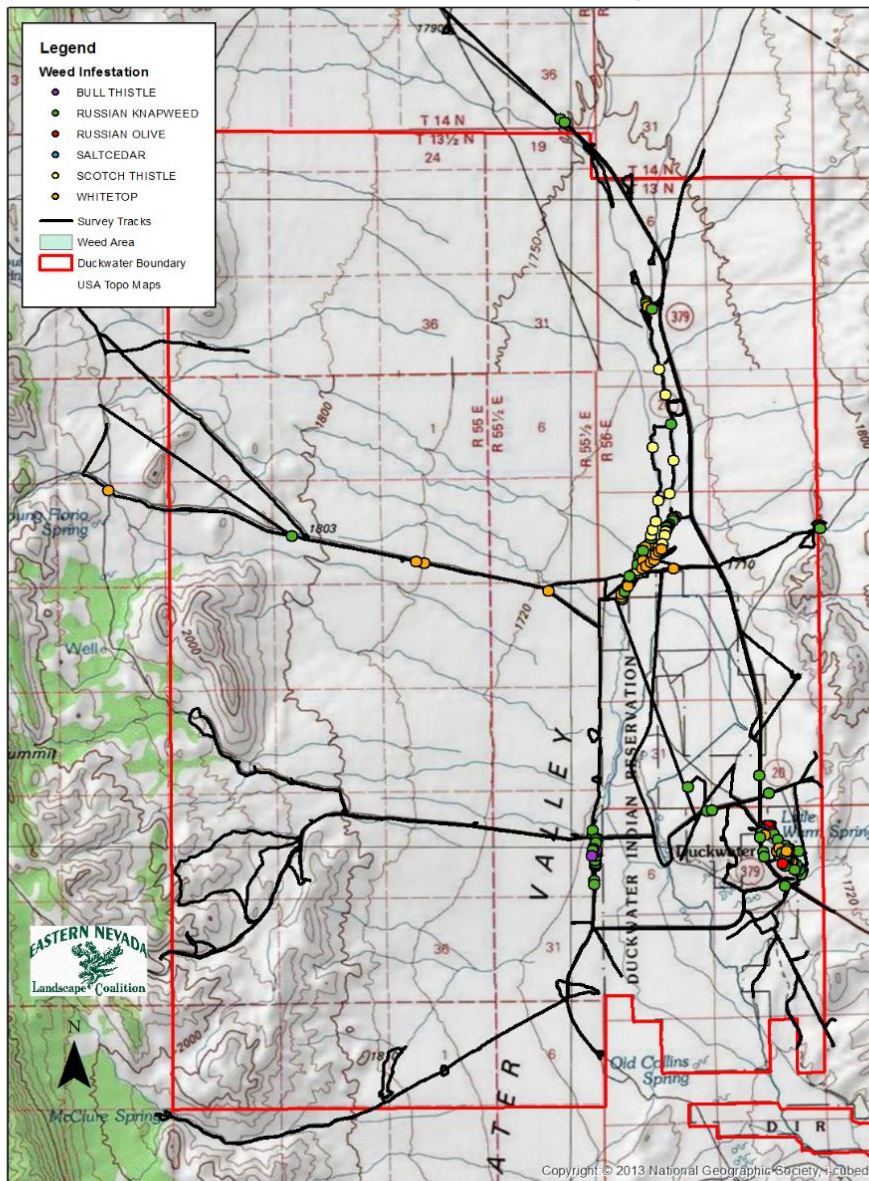 Legend
Weed Infestation
BULL THISTLE
RUSSIAN KNAPWEED
RUSSIAN OLIVE
SALTCEDAR
SCOTCH THISTLE
WHITETOP
Survey Tracks
Weed Area
Duckwater Boundary
USA Topo Maps
1790
36
T 14 N
T 13½ N
19
24
31
T 14 N
T 13 N
6
1750
36
31
379
1800
1
R 55 E
R 55½ E
6
R 55½ E
R 56 E
1800
Spring
1803
1710
1720
Well
2000
VALLEY
DUCKWATER INDIAN RESERVATION
31
20
Little
Warm Spring
Duckwater
379
6
1720
EASTERN NEVADA
Landscape Coalition
36
31
N
2000
1
6
Old Collins
Spring
McClure Spring
ATER
D I R
Copyright:© 2013 National Geographic Society, i-cubed